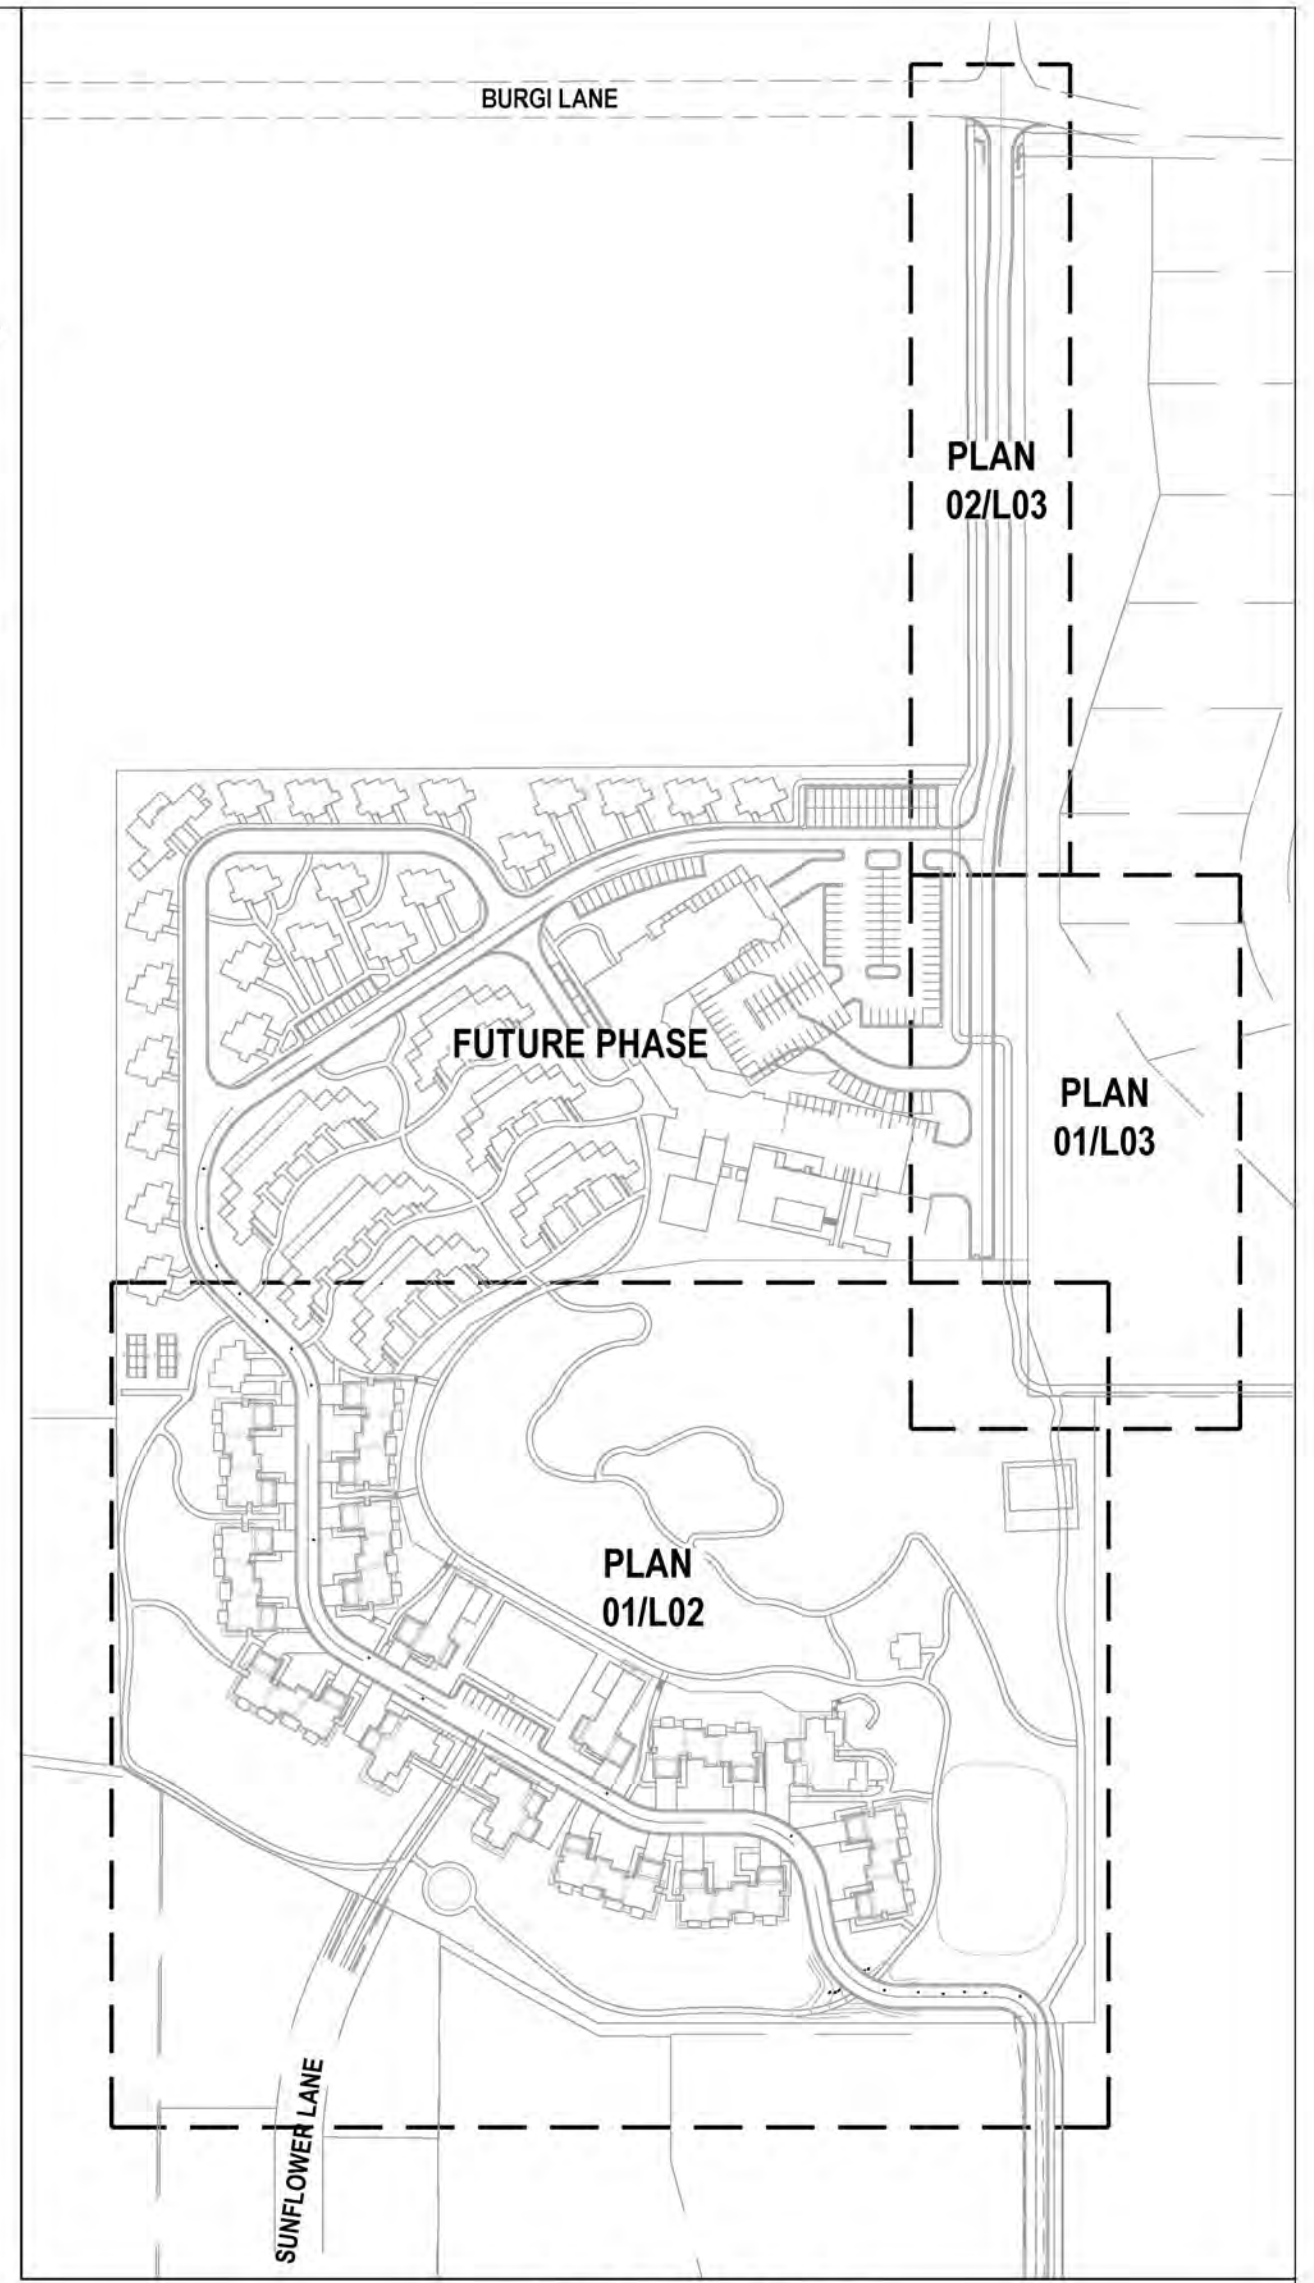 BURGI LANE
PLAN
02/L03
FUTURE PHASE
PLAN
01/L03
PLAN
01/L02
SUNFLOWER LANE